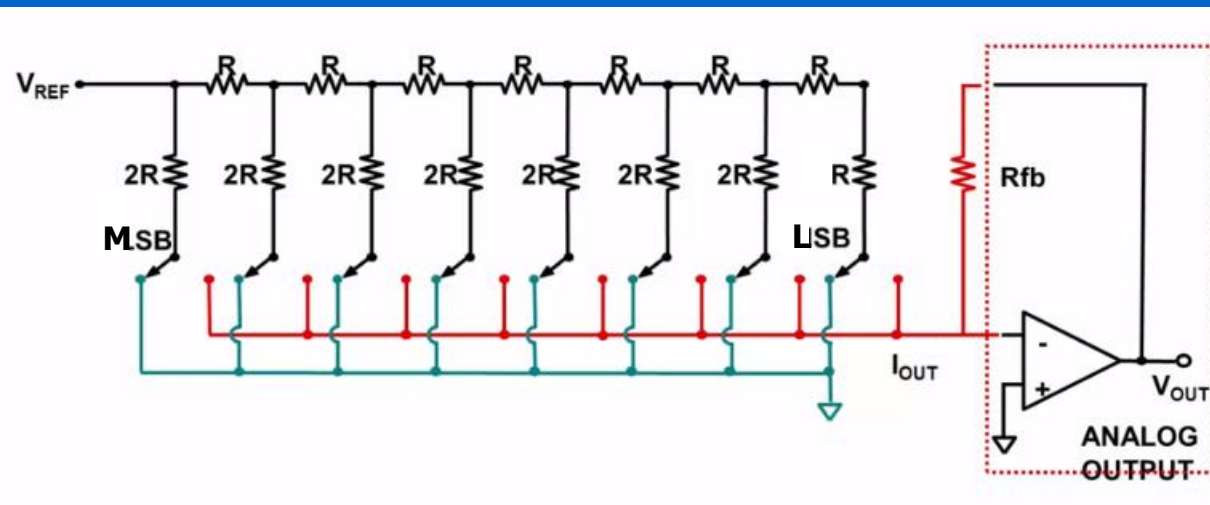 R R R R R R R
VREF
2R 2R 2R 2R 2R 2R 2R R Rfb
MSB LSB
-
IOUT
+
VOUT
ANALOG
OUTPUT